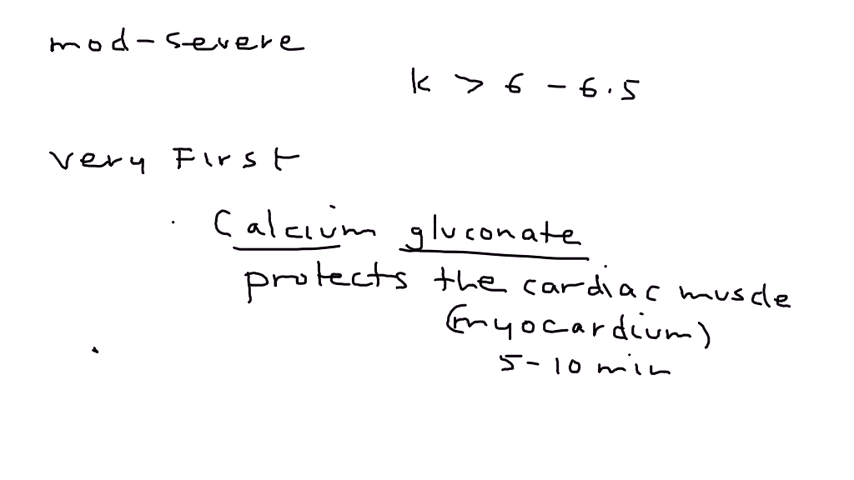 mod-severe
k > 6 - 6.5
very First
Calcium gluconate
protects the cardiac muscle
(myocardium)
5-10 min